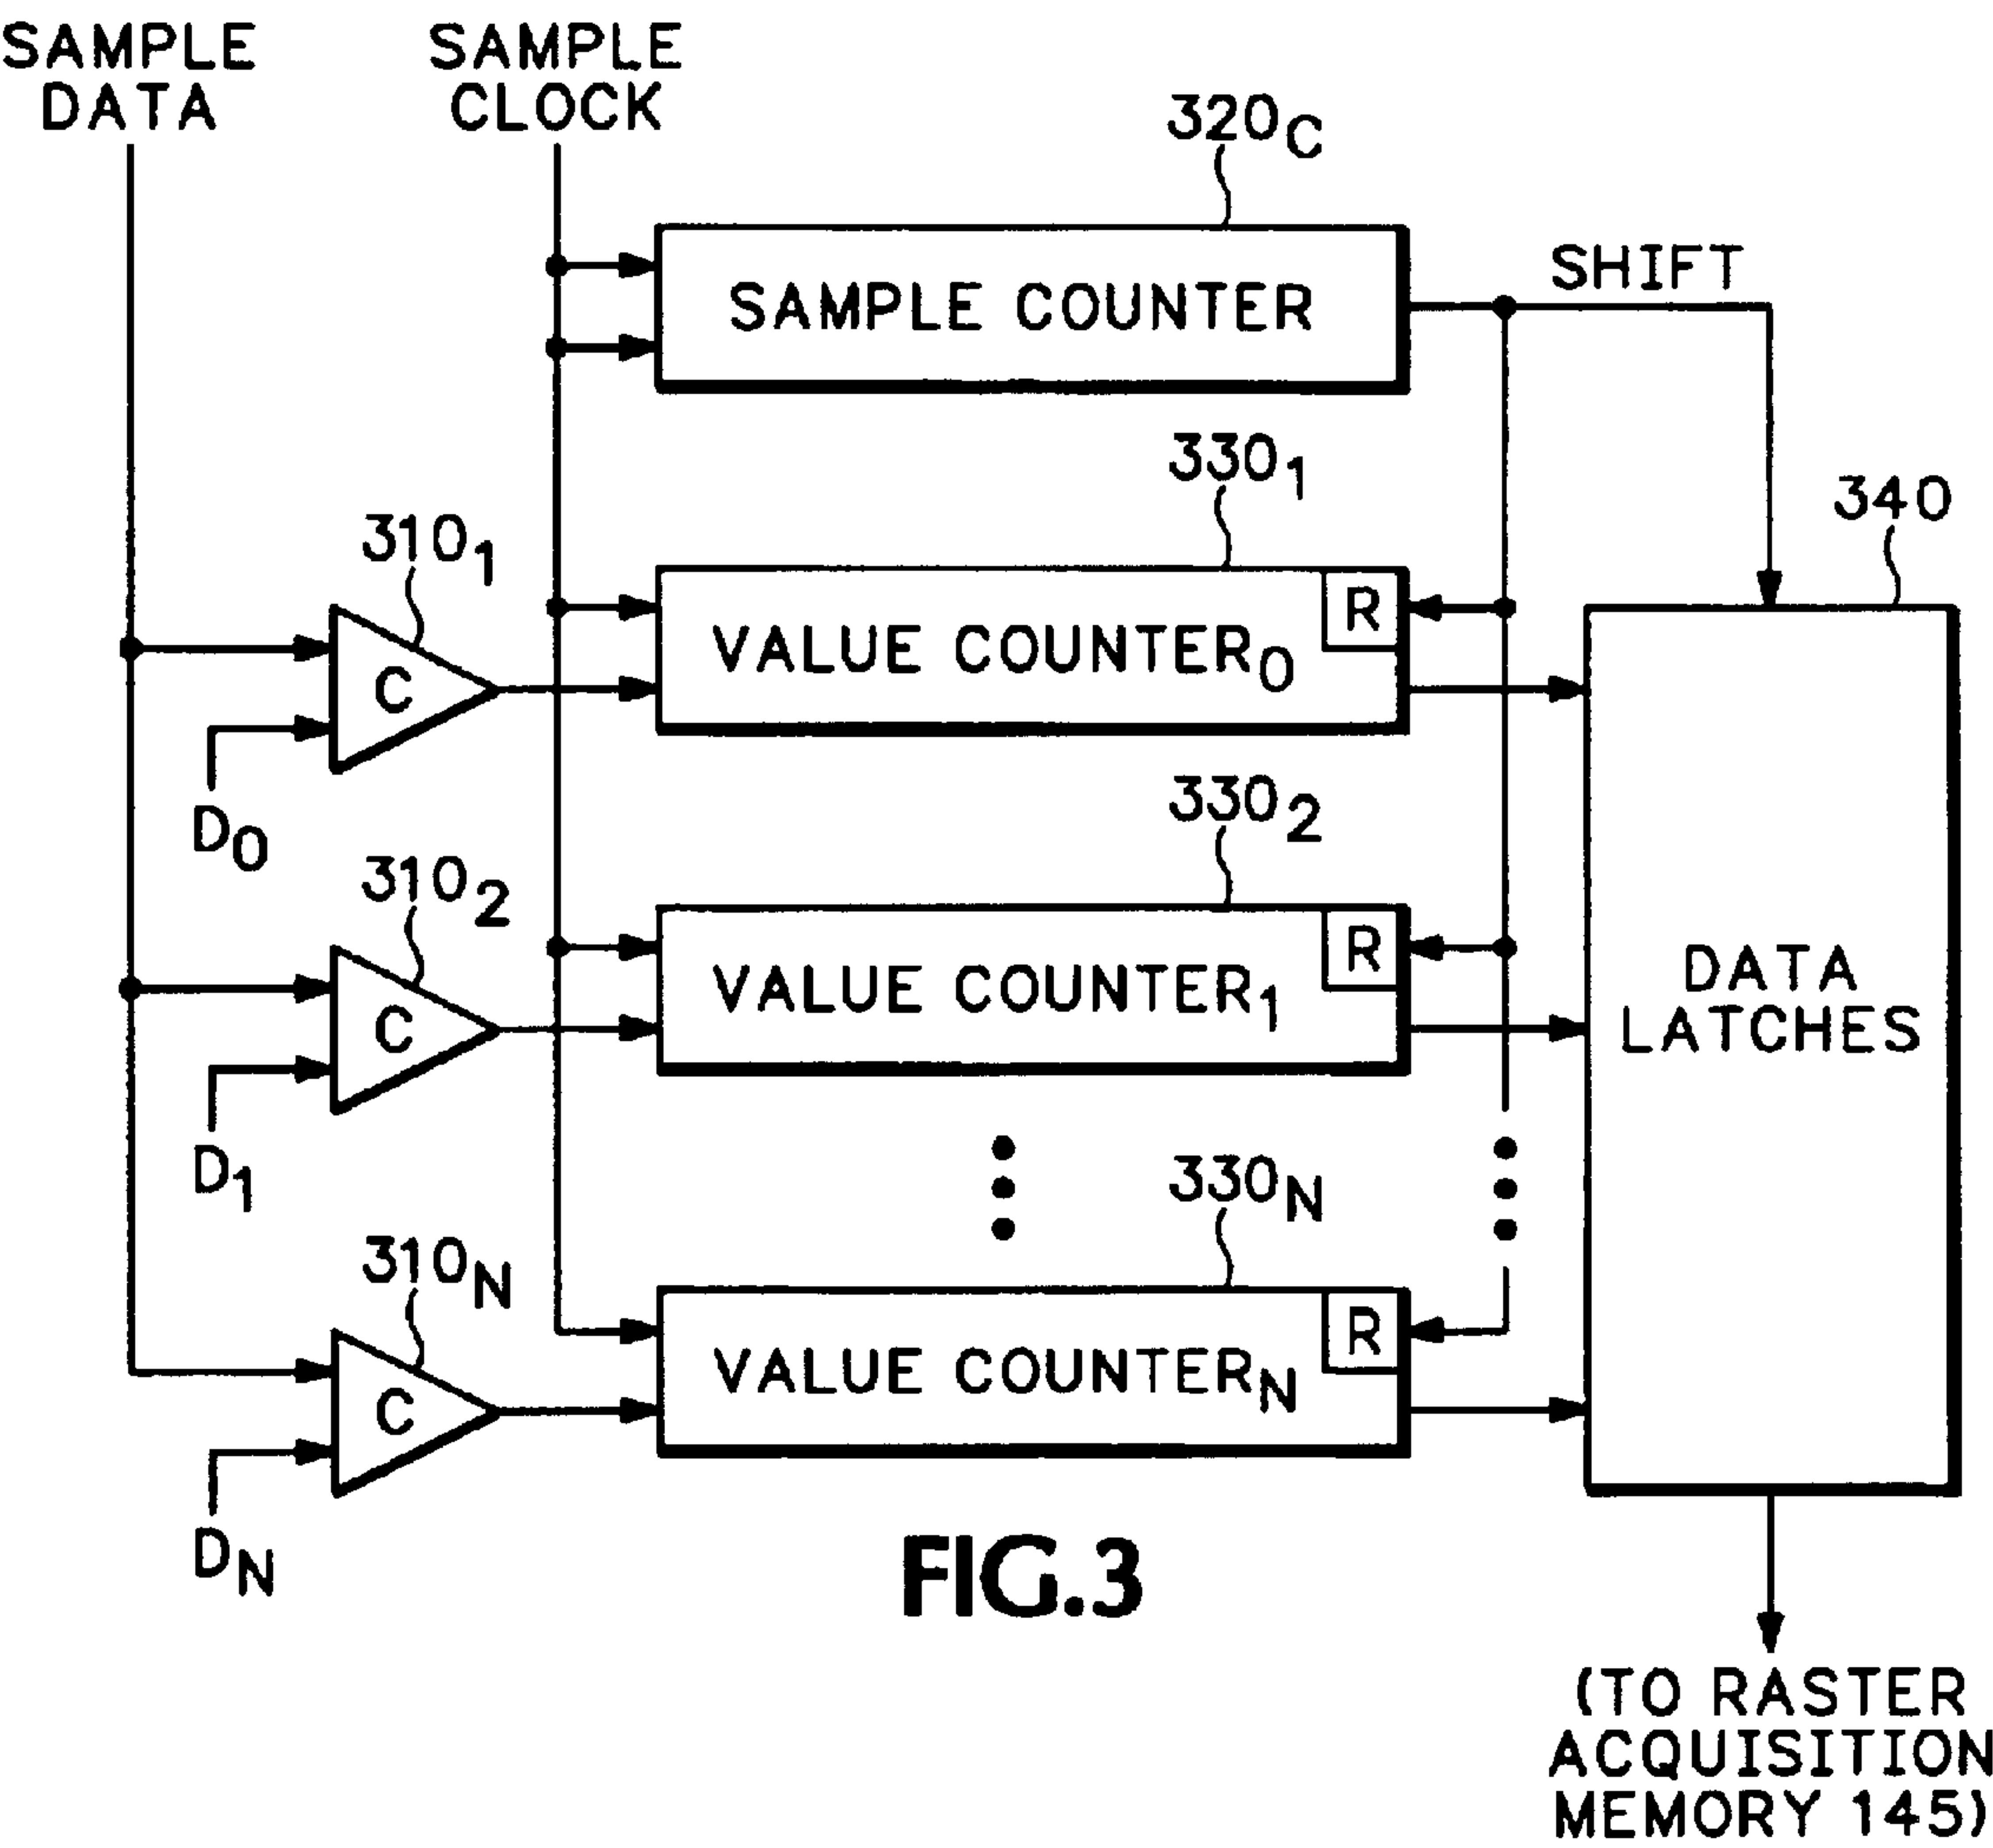 SAMPLE
DATA
SAMPLE
CLOCK
320C
SAMPLE COUNTER
SHIFT
3301
340
3101
C
R
VALUE COUNTER0
D0
3302
3102
C
R
VALUE COUNTER1
D1
DATA
LATCHES
330N
310N
C
R
VALUE COUNTERN
DN
FIG.3
(TO RASTER
ACQUISITION
MEMORY 145)